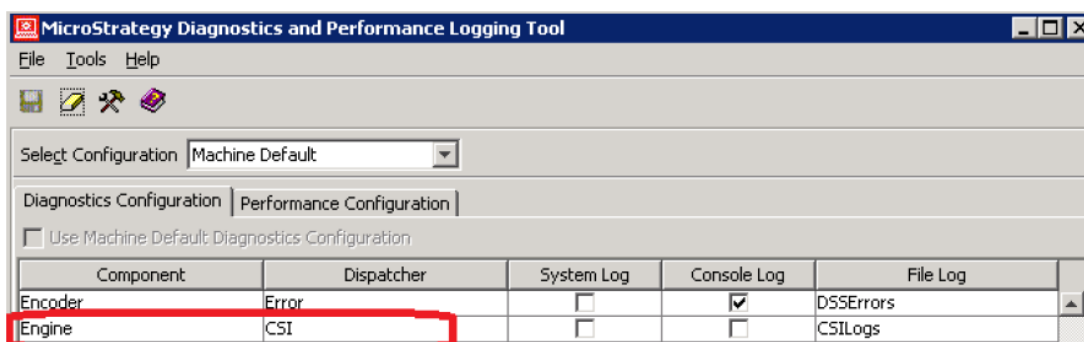 MicroStrategy Diagnostics and Performance Logging Tool
File Tools Help
Select Configuration Machine Default
Diagnostics Configuration Performance Configuration
Use Machine Default Diagnostics Configuration
Component Dispatcher System Log Console Log File Log
Encoder Error DSSErrors
Engine CSI CSILogs